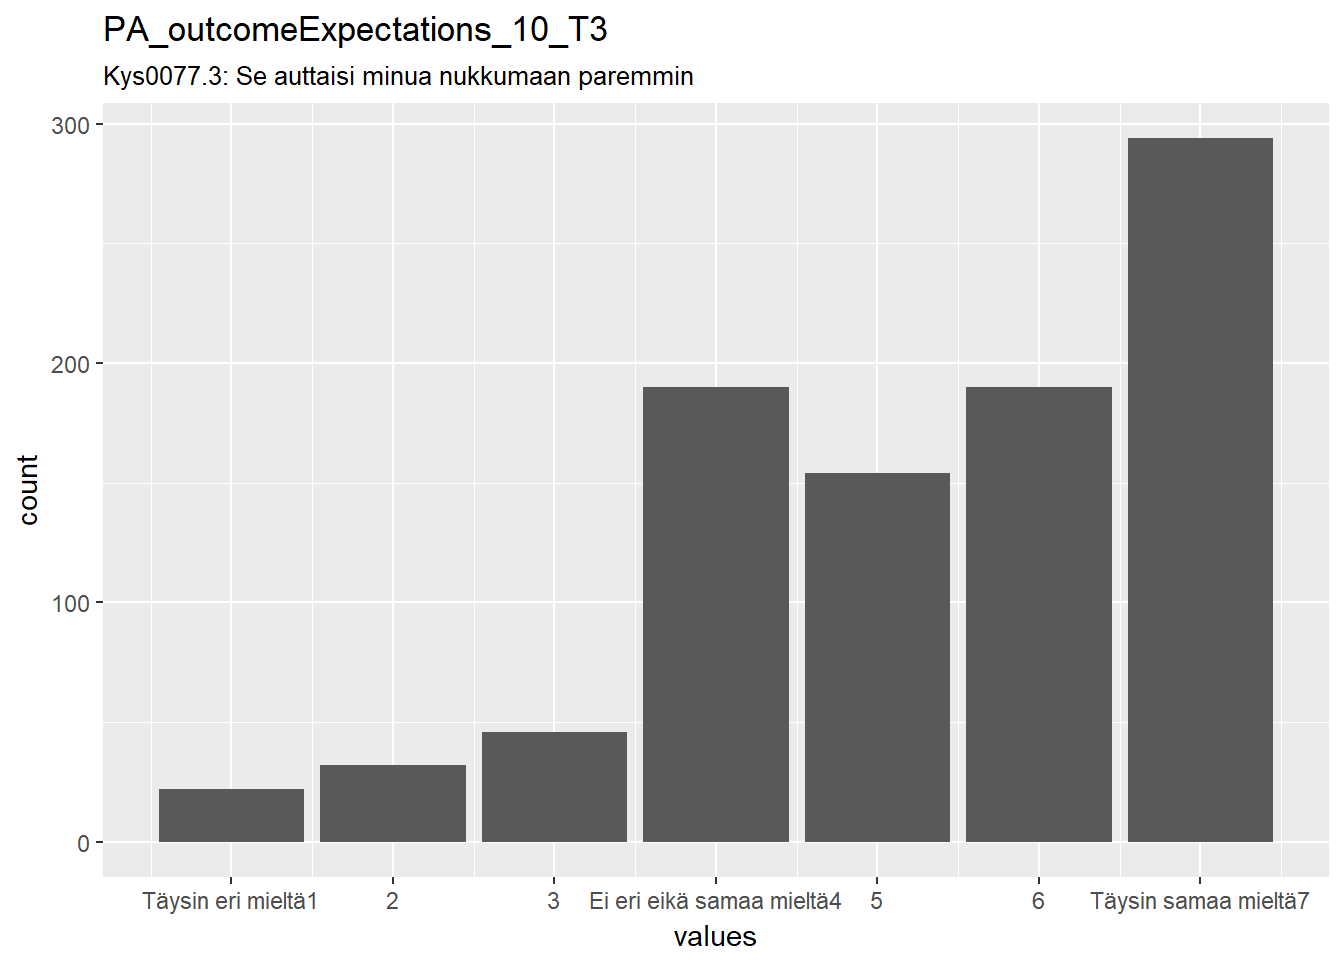 PA_outcomeExpectations_10_T3
Kys0077.3: Se auttaisi minua nukkumaan paremmin
300
200
100
0
count
Täysin eri mieltä1 2 3 Ei eri eikä samaa mieltä4 5 6 Täysin samaa mieltä7
values